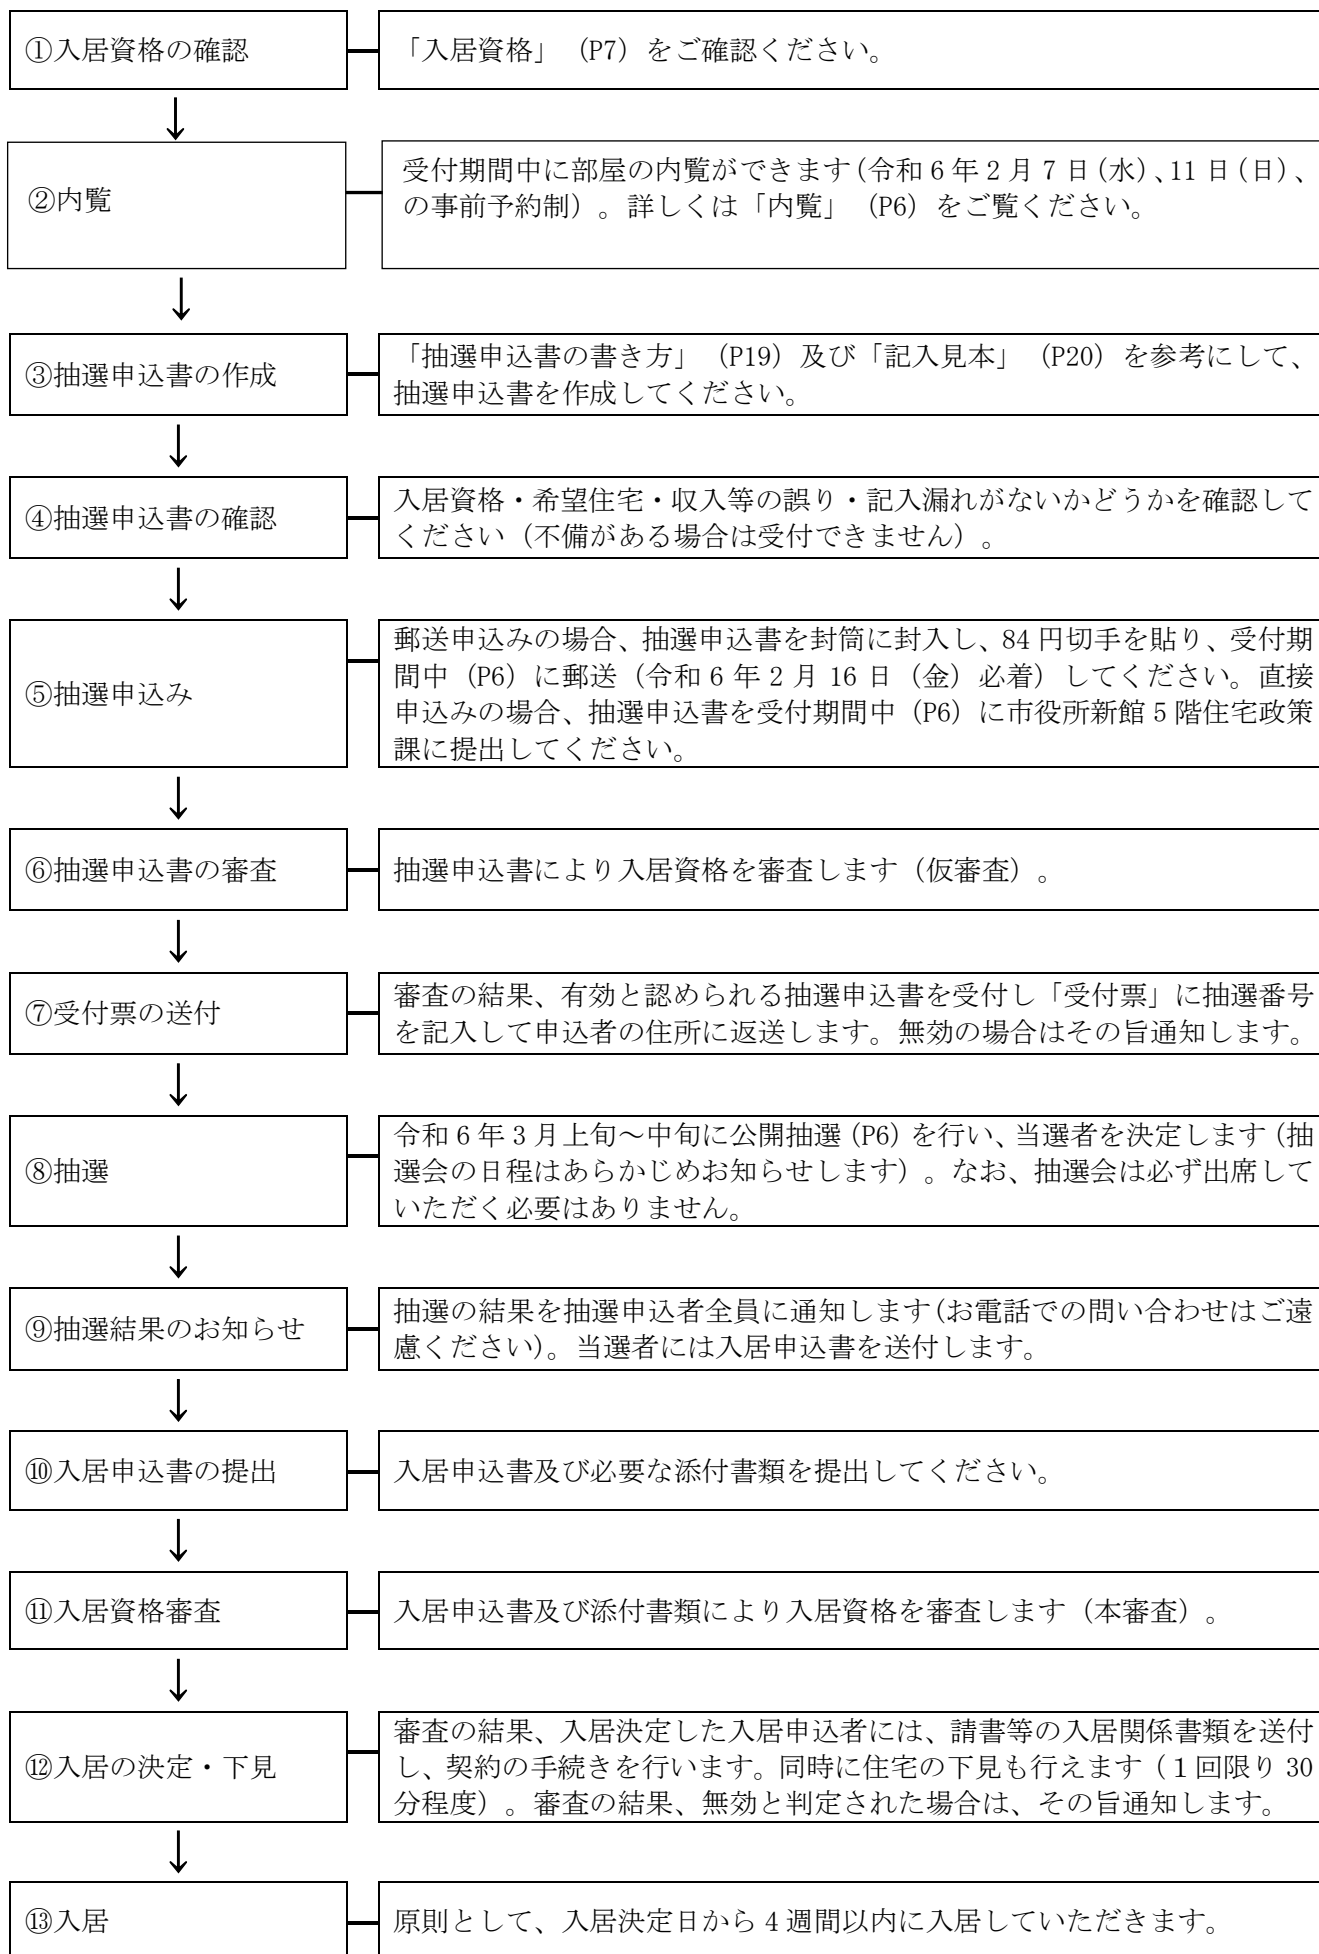 ①入居資格の確認
「入居資格」（P7）をご確認ください。
②内覧
受付期間中に部屋の内覧ができます（令和 6 年 2 月 7 日（水）、11 日（日）、
の事前予約制）。詳しくは「内覧」（P6）をご覧ください。
③抽選申込書の作成
「抽選申込書の書き方」（P19）及び「記入見本」（P20）を参考にして、
抽選申込書を作成してください。
④抽選申込書の確認
入居資格・希望住宅・収入等の誤り・記入漏れがないかどうかを確認して
ください（不備がある場合は受付できません）。
⑤抽選申込み
郵送申込みの場合、抽選申込書を封筒に封入し、84 円切手を貼り、受付期
間中（P6）に郵送（令和 6 年 2 月 16 日（金）必着）してください。直接
申込みの場合、抽選申込書を受付期間中（P6）に市役所新館 5 階住宅政策
課に提出してください。
⑥抽選申込書の審査
抽選申込書により入居資格を審査します（仮審査）。
⑦受付票の送付
審査の結果、有効と認められる抽選申込書を受付し「受付票」に抽選番号
を記入して申込者の住所に返送します。無効の場合はその旨通知します。
⑧抽選
令和 6 年 3 月上旬～中旬に公開抽選（P6）を行い、当選者を決定します（抽
選会の日程はあらかじめお知らせします）。なお、抽選会は必ず出席して
いただく必要はありません。
⑨抽選結果のお知らせ
抽選の結果を抽選申込者全員に通知します（お電話での問い合わせはご遠
慮ください）。当選者には入居申込書を送付します。
⑩入居申込書の提出
入居申込書及び必要な添付書類を提出してください。
⑪入居資格審査
入居申込書及び添付書類により入居資格を審査します（本審査）。
⑫入居の決定・下見
審査の結果、入居決定した入居申込者には、請書等の入居関係書類を送付
し、契約の手続きを行います。同時に住宅の下見も行えます（１回限り 30
分程度）。審査の結果、無効と判定された場合は、その旨通知します。
⑬入居
原則として、入居決定日から 4 週間以内に入居していただきます。